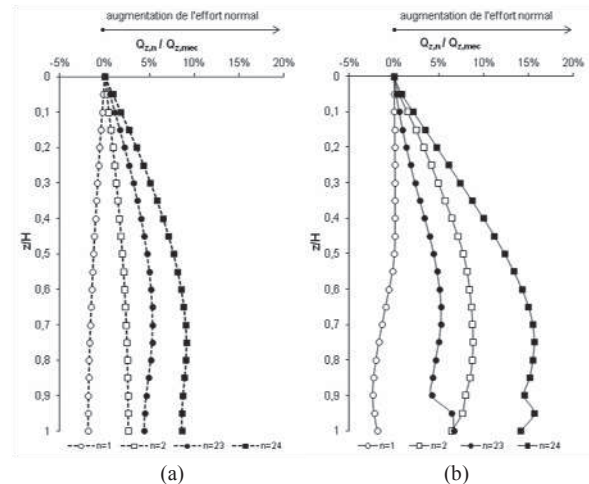 augmentation de l'effort normal
Q_z,n / Q_z,mec
-5% 0% 5% 10% 15% 20%
0
0,1
0,2
0,3
0,4
0,5
0,6
0,7
0,8
0,9
1
z/H
n=1 n=2 n=23 n=24
(a)
augmentation de l'effort normal
Q_z,n / Q_z,mec
-5% 0% 5% 10% 15% 20%
0
0,1
0,2
0,3
0,4
0,5
0,6
0,7
0,8
0,9
1
z/H
n=1 n=2 n=23 n=24
(b)